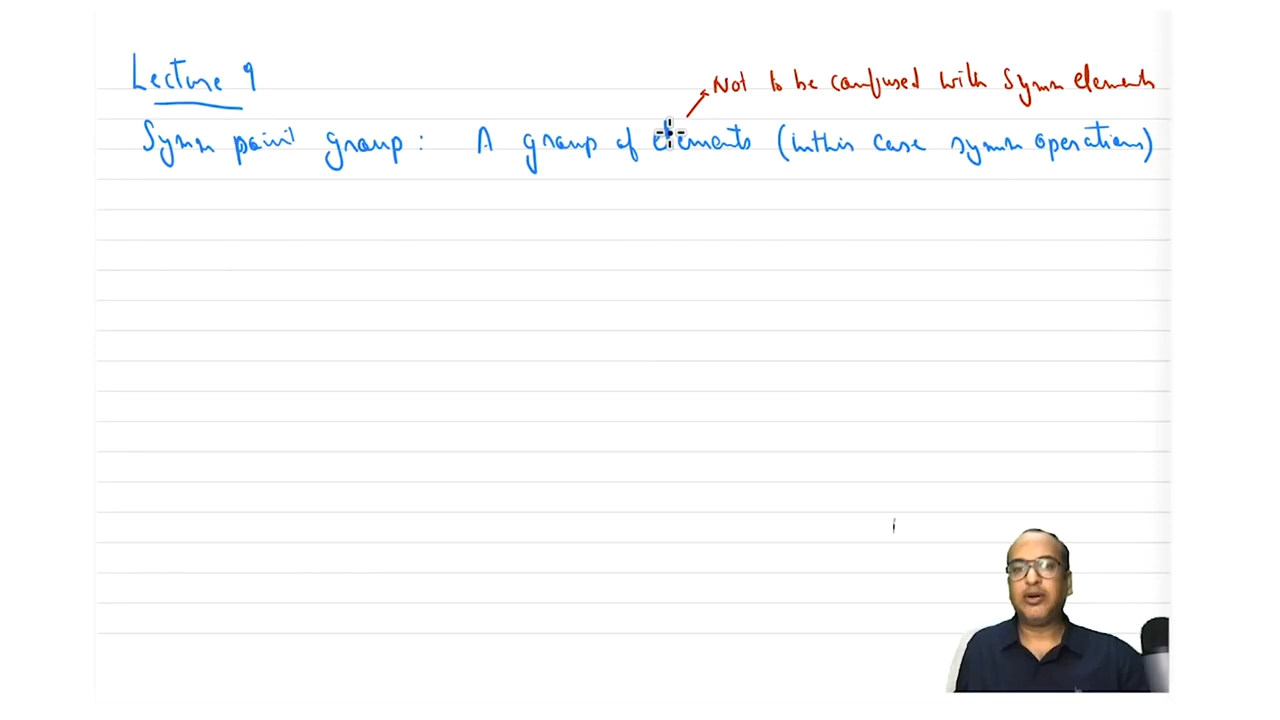 Lecture 9
Not to be confused with Symm elements
Symm point group : A group of elements (in this case symm operations)